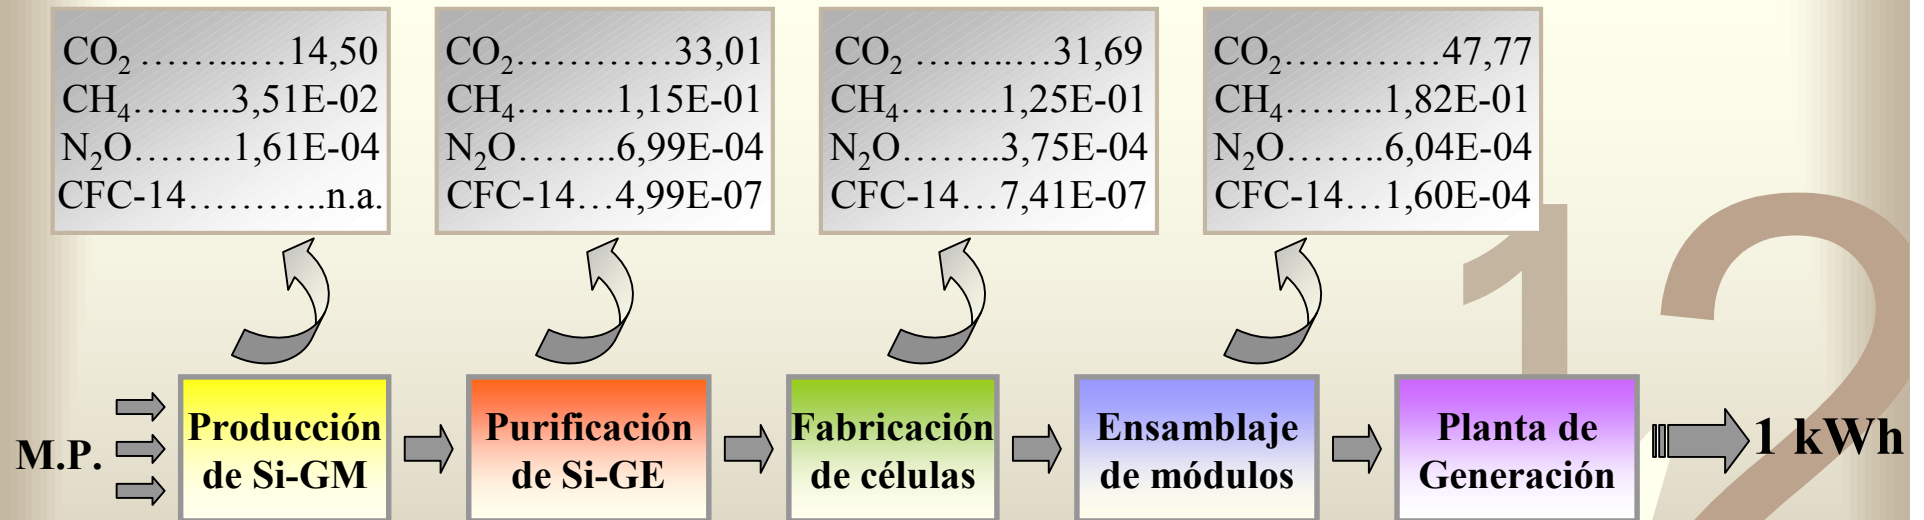 CO₂ ……...…14,50
CH₄……..3,51E-02
N₂O……..1,61E-04
CFC-14………..n.a.
CO₂…………33,01
CH₄……..1,15E-01
N₂O……..6,99E-04
CFC-14…4,99E-07
CO₂ ……..…31,69
CH₄……..1,25E-01
N₂O……..3,75E-04
CFC-14…7,41E-07
CO₂…………47,77
CH₄……..1,82E-01
N₂O……..6,04E-04
CFC-14…1,60E-04
12
M.P.
Producción
de Si-GM
Purificación
de Si-GE
Fabricación
de células
Ensamblaje
de módulos
Planta de
Generación
1 kWh